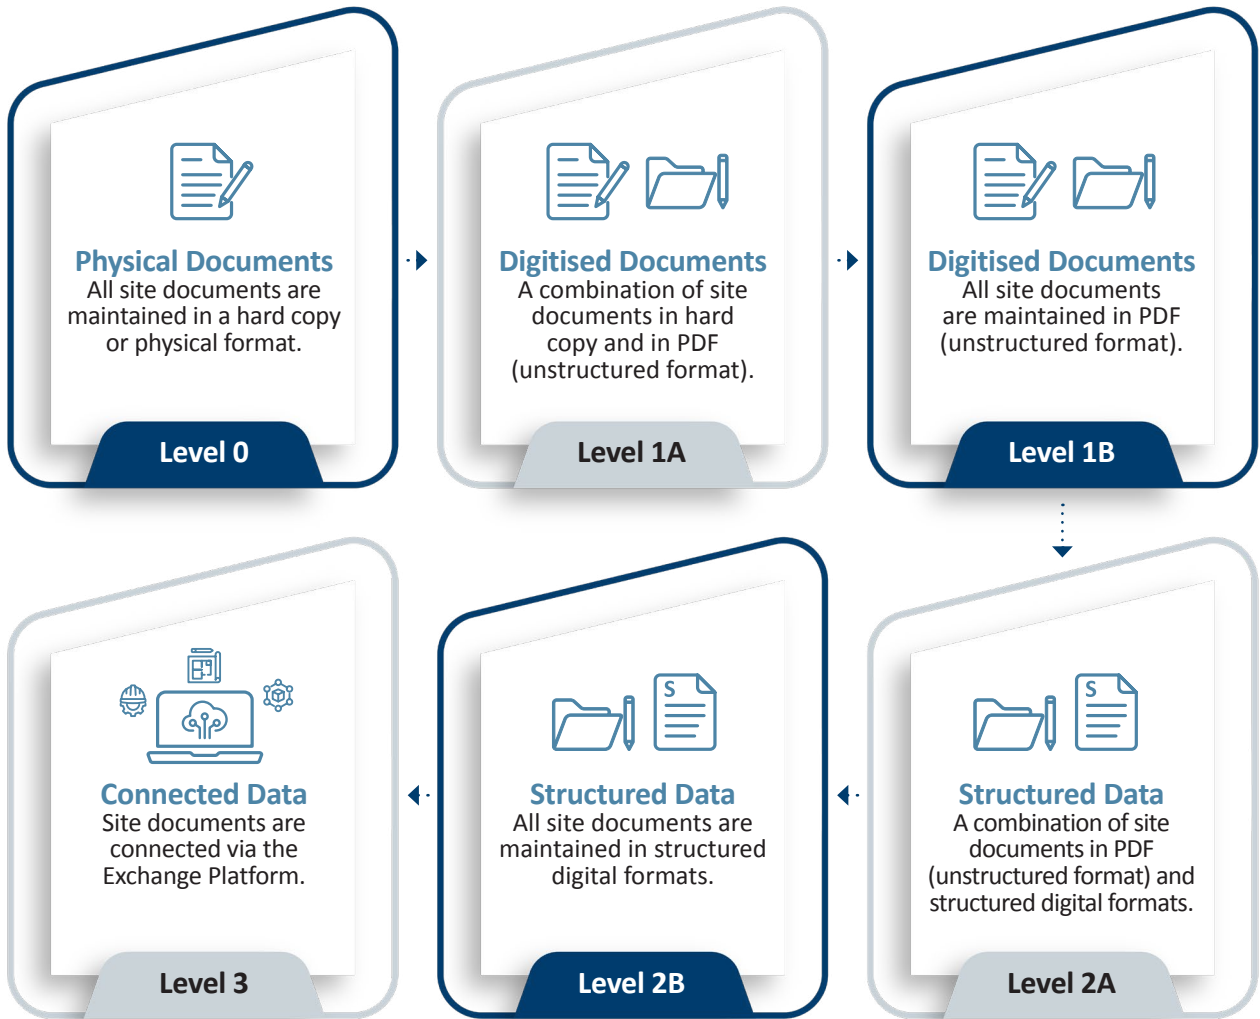 Physical Documents
All site documents are
maintained in a hard copy
or physical format.
Level 0
Digitised Documents
A combination of site
documents in hard
copy and in PDF
(unstructured format).
Level 1A
Digitised Documents
All site documents
are maintained in PDF
(unstructured format).
Level 1B
S
Structured Data
A combination of site
documents in PDF
(unstructured format) and
structured digital formats.
Level 2A
S
Structured Data
All site documents are
maintained in structured
digital formats.
Level 2B
Connected Data
Site documents are
connected via the
Exchange Platform.
Level 3